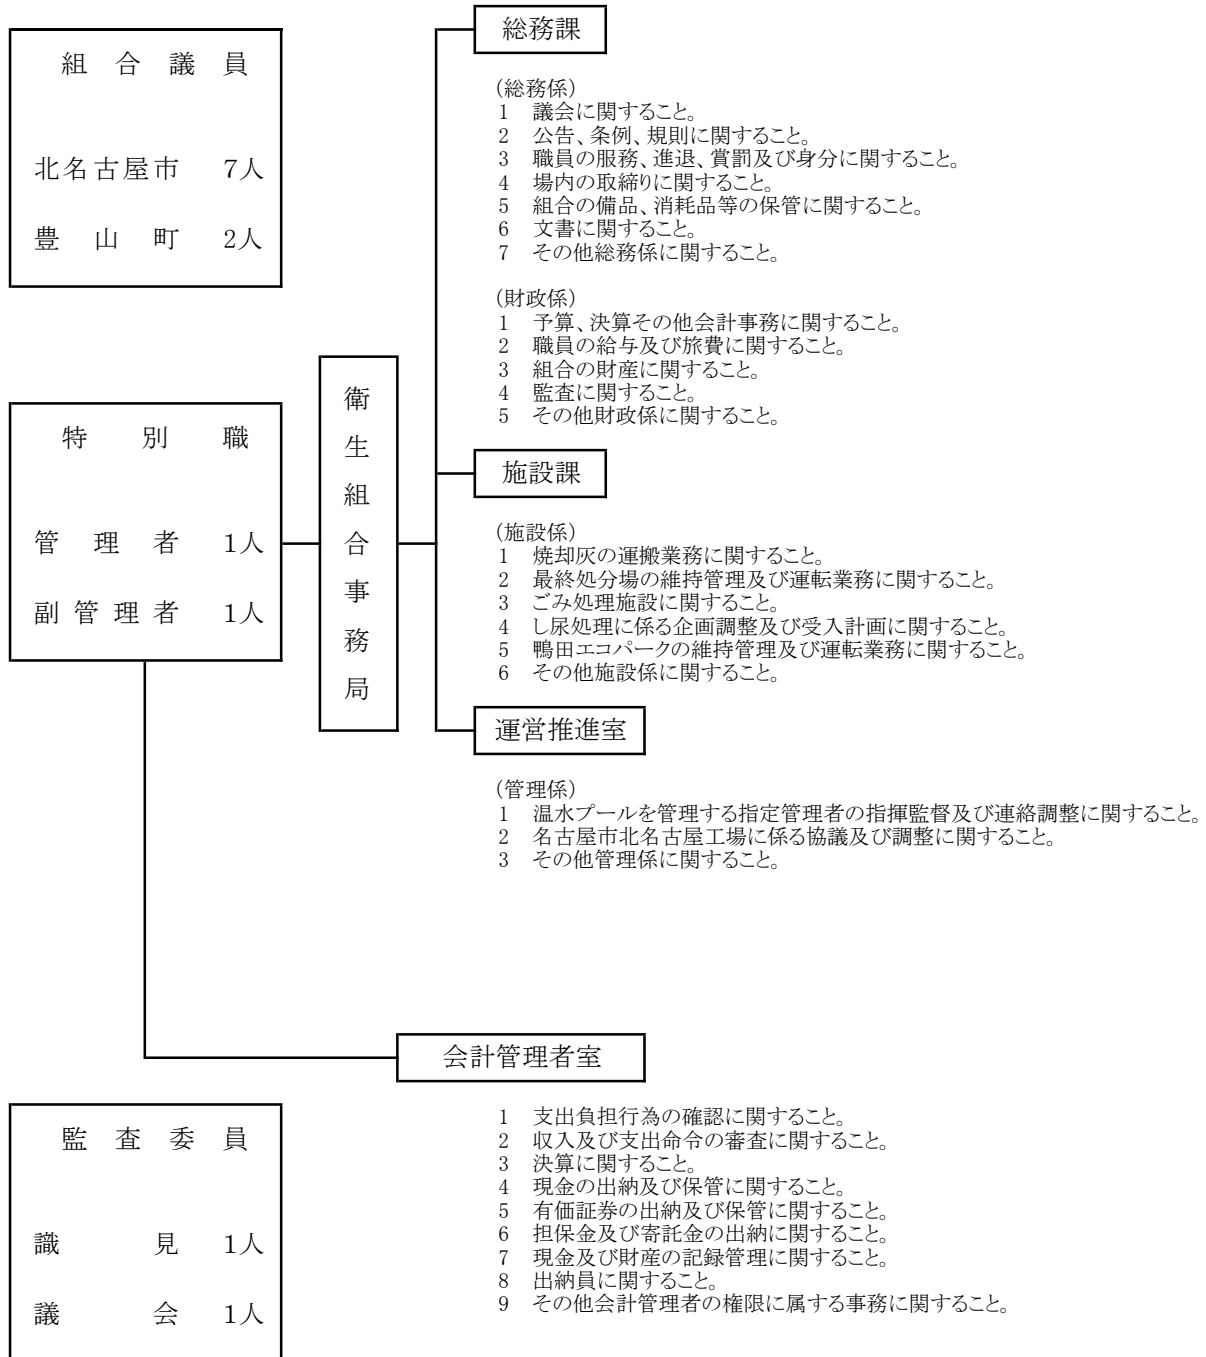 組合議員
北名古屋市 7人
豊山町 2人
特別職
管理者 1人
副管理者 1人
衛生組合事務局
総務課
(総務係)
1 議会に関すること。
2 公告、条例、規則に関すること。
3 職員の服務、進退、賞罰及び身分に関すること。
4 場内の取締りに関すること。
5 組合の備品、消耗品等の保管に関すること。
6 文書に関すること。
7 その他総務係に関すること。
(財政係)
1 予算、決算その他会計事務に関すること。
2 職員の給与及び旅費に関すること。
3 組合の財産に関すること。
4 監査に関すること。
5 その他財政係に関すること。
施設課
(施設係)
1 焼却灰の運搬業務に関すること。
2 最終処分場の維持管理及び運転業務に関すること。
3 ごみ処理施設に関すること。
4 し尿処理に係る企画調整及び受入計画に関すること。
5 鴨田エコパークの維持管理及び運転業務に関すること。
6 その他施設係に関すること。
運営推進室
(管理係)
1 温水プールを管理する指定管理者の指揮監督及び連絡調整に関すること。
2 名古屋市北名古屋工場に係る協議及び調整に関すること。
3 その他管理係に関すること。
会計管理者室
1 支出負担行為の確認に関すること。
2 収入及び支出命令の審査に関すること。
3 決算に関すること。
4 現金の出納及び保管に関すること。
5 有価証券の出納及び保管に関すること。
6 担保金及び寄託金の出納に関すること。
7 現金及び財産の記録管理に関すること。
8 出納員に関すること。
9 その他会計管理者の権限に属する事務に関すること。
監査委員
識見 1人
議会 1人